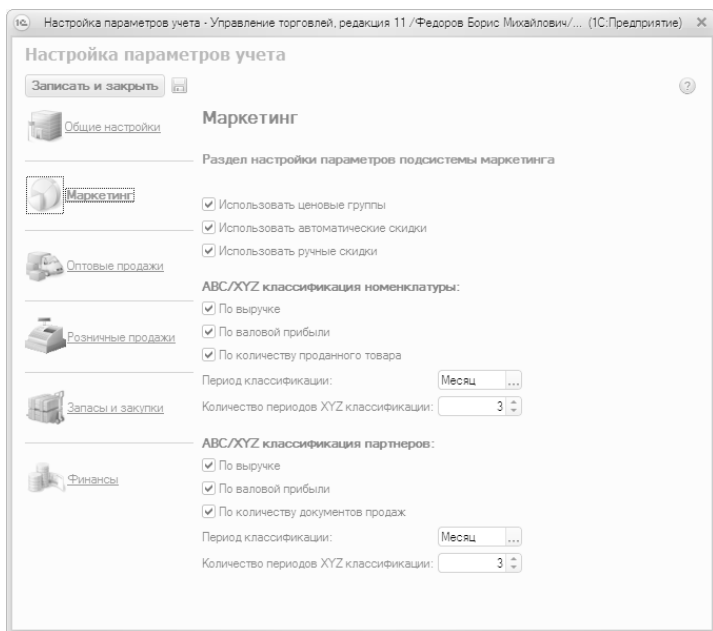 Настройка параметров учета - Управление торговлей, редакция 11 /Федоров Борис Михайлович/... (1С:Предприятие)
Настройка параметров учета
Записать и закрыть
Общие настройки
Маркетинг
Оптовые продажи
Розничные продажи
Запасы и закупки
Финансы
Маркетинг
Раздел настройки параметров подсистемы маркетинга
Использовать ценовые группы
Использовать автоматические скидки
Использовать ручные скидки
ABC/XYZ классификация номенклатуры:
По выручке
По валовой прибыли
По количеству проданного товара
Период классификации: Месяц ...
Количество периодов XYZ классификации: 3
ABC/XYZ классификация партнеров:
По выручке
По валовой прибыли
По количеству документов продаж
Период классификации: Месяц ...
Количество периодов XYZ классификации: 3